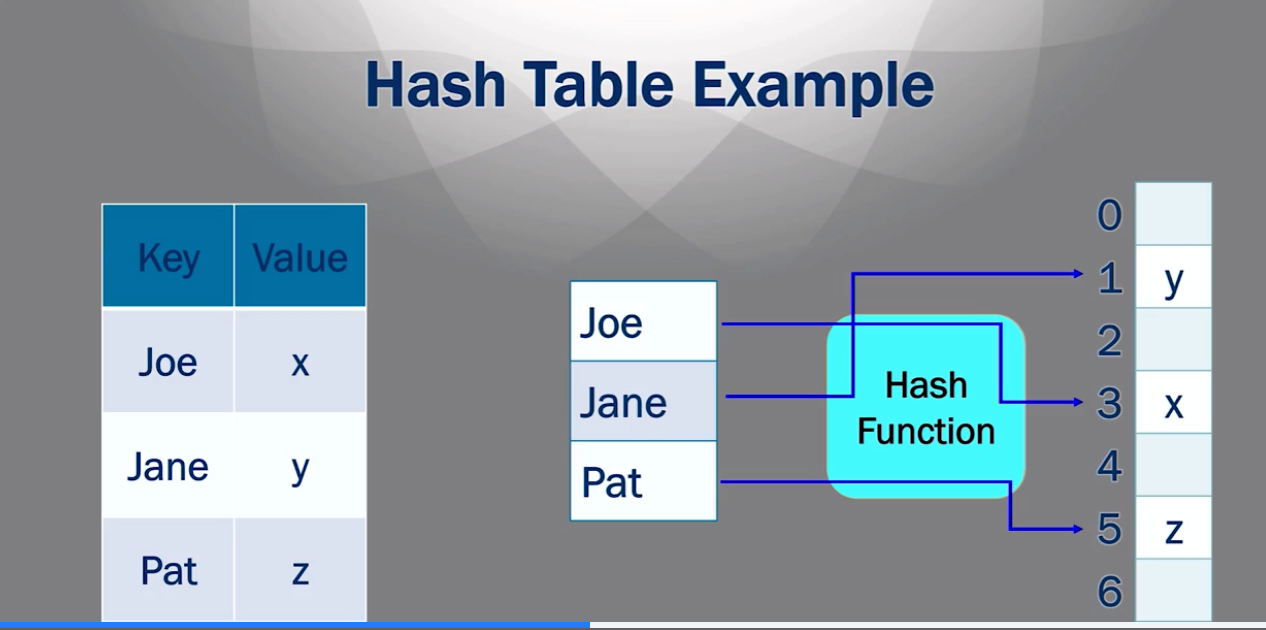 Hash Table Example
Key Value
Joe x
Jane y
Pat z
Joe
Jane
Pat
Hash
Function
0
1 y
2
3 x
4
5 z
6